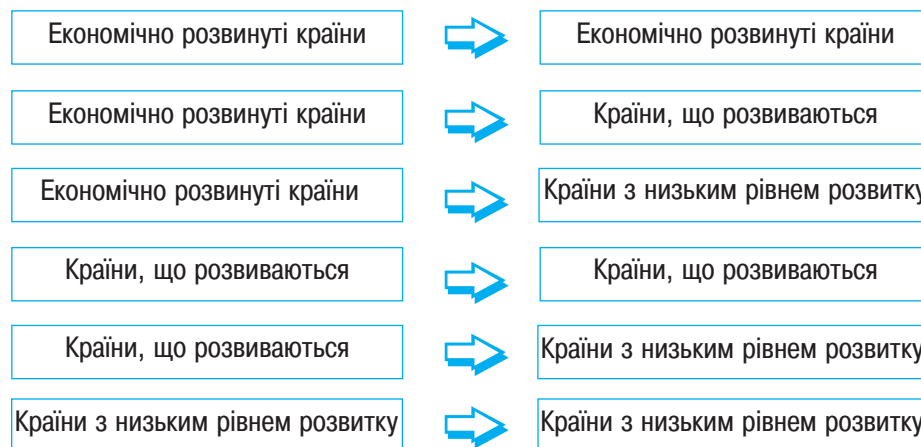 Економічно розвинуті країни Економічно розвинуті країни
Економічно розвинуті країни Країни, що розвиваються
Економічно розвинуті країни Країни з низьким рівнем розвитку
Країни, що розвиваються Країни, що розвиваються
Країни, що розвиваються Країни з низьким рівнем розвитку
Країни з низьким рівнем розвитку Країни з низьким рівнем розвитку